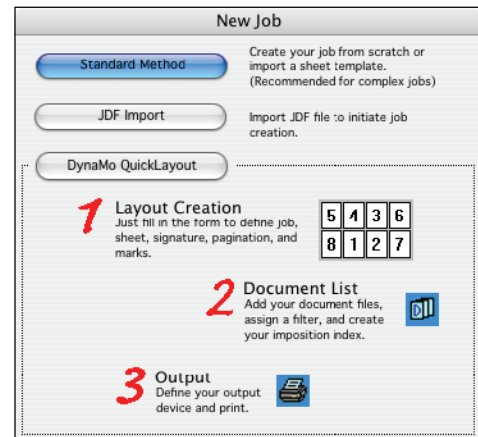 New Job
Standard Method
Create your job from scratch or
import a sheet template.
(Recommended for complex jobs)
JDF Import
Import JDF file to initiate job
creation.
DynaMo QuickLayout
1 Layout Creation
Just fill in the form to define job,
sheet, signature, pagination, and
marks.
5 4 3 6
8 1 2 7
2 Document List
Add your document files,
assign a filter, and create
your imposition index.
3 Output
Define your output
device and print.